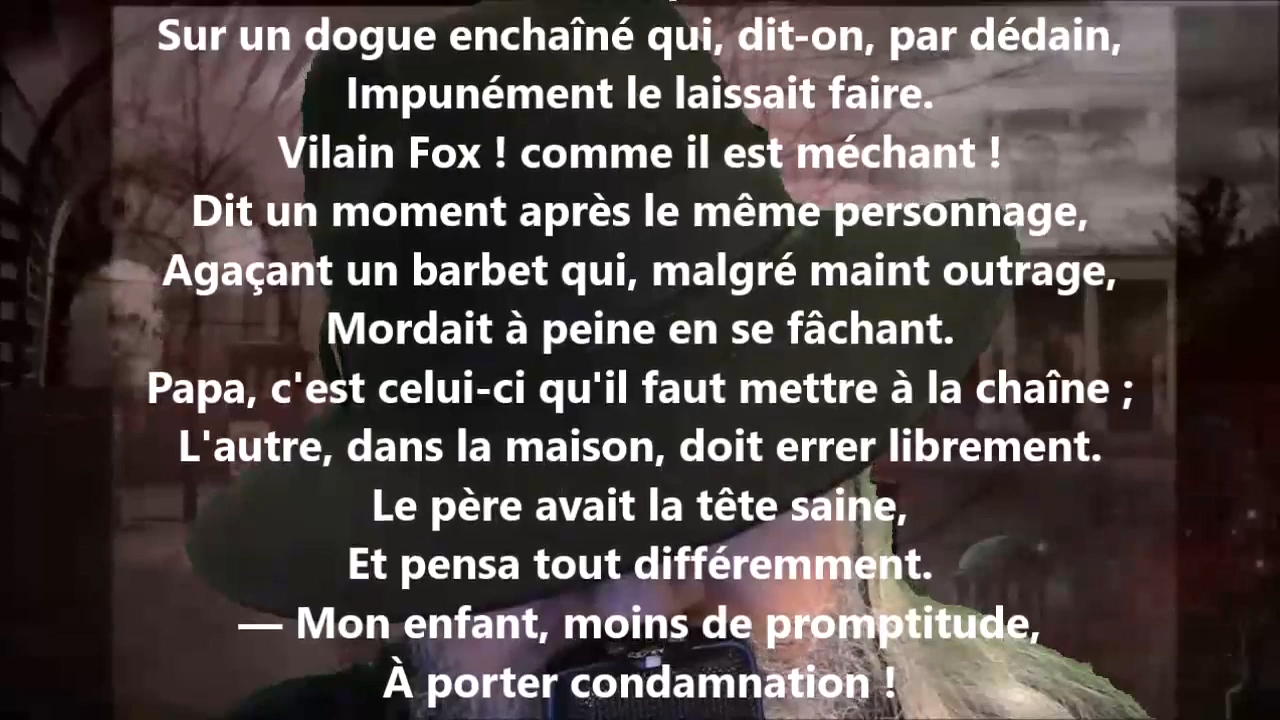 Sur un dogue enchaîné qui, dit-on, par dédain,
Impunément le laissait faire.
Vilain Fox ! comme il est méchant !
Dit un moment après le même personnage,
Agaçant un barbet qui, malgré maint outrage,
Mordait à peine en se fâchant.
Papa, c'est celui-ci qu'il faut mettre à la chaîne ;
L'autre, dans la maison, doit errer librement.
Le père avait la tête saine,
Et pensa tout différemment.
— Mon enfant, moins de promptitude,
À porter condamnation !